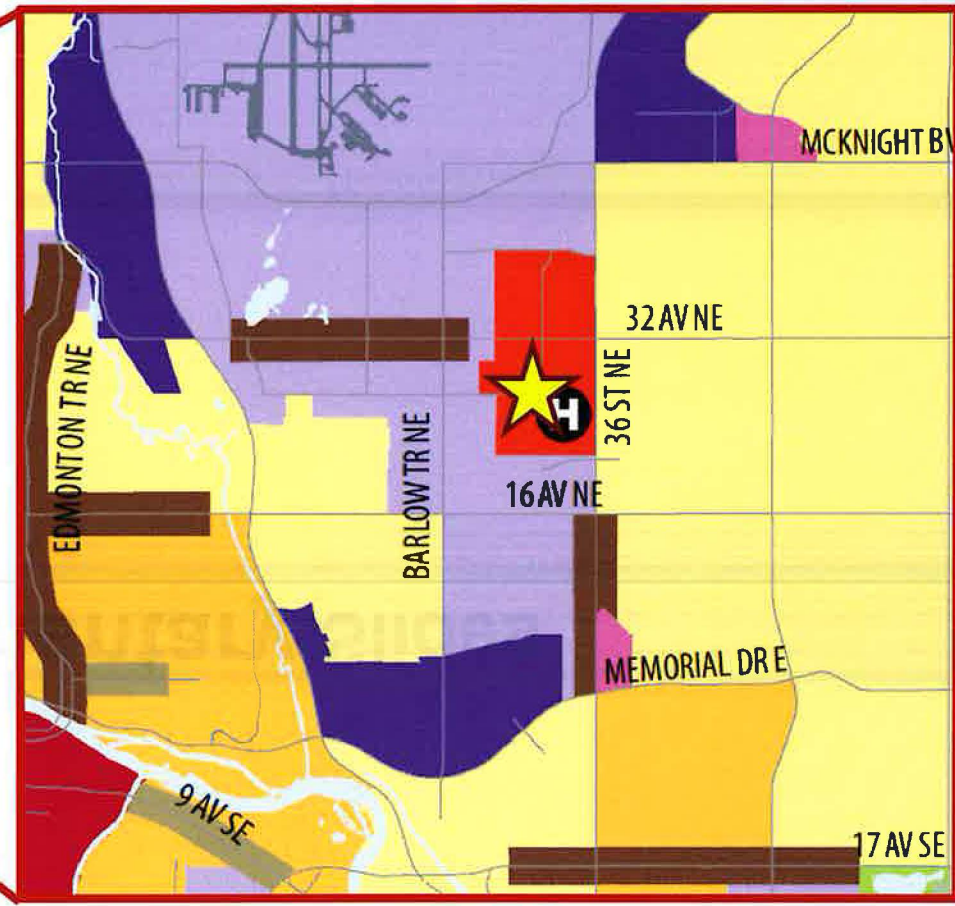 MCKNIGHT BV
32 AV NE
EDMONTON TR NE
36 ST NE
BARLOW TR NE
H
16 AV NE
MEMORIAL DR E
9 AV SE
17 AV SE